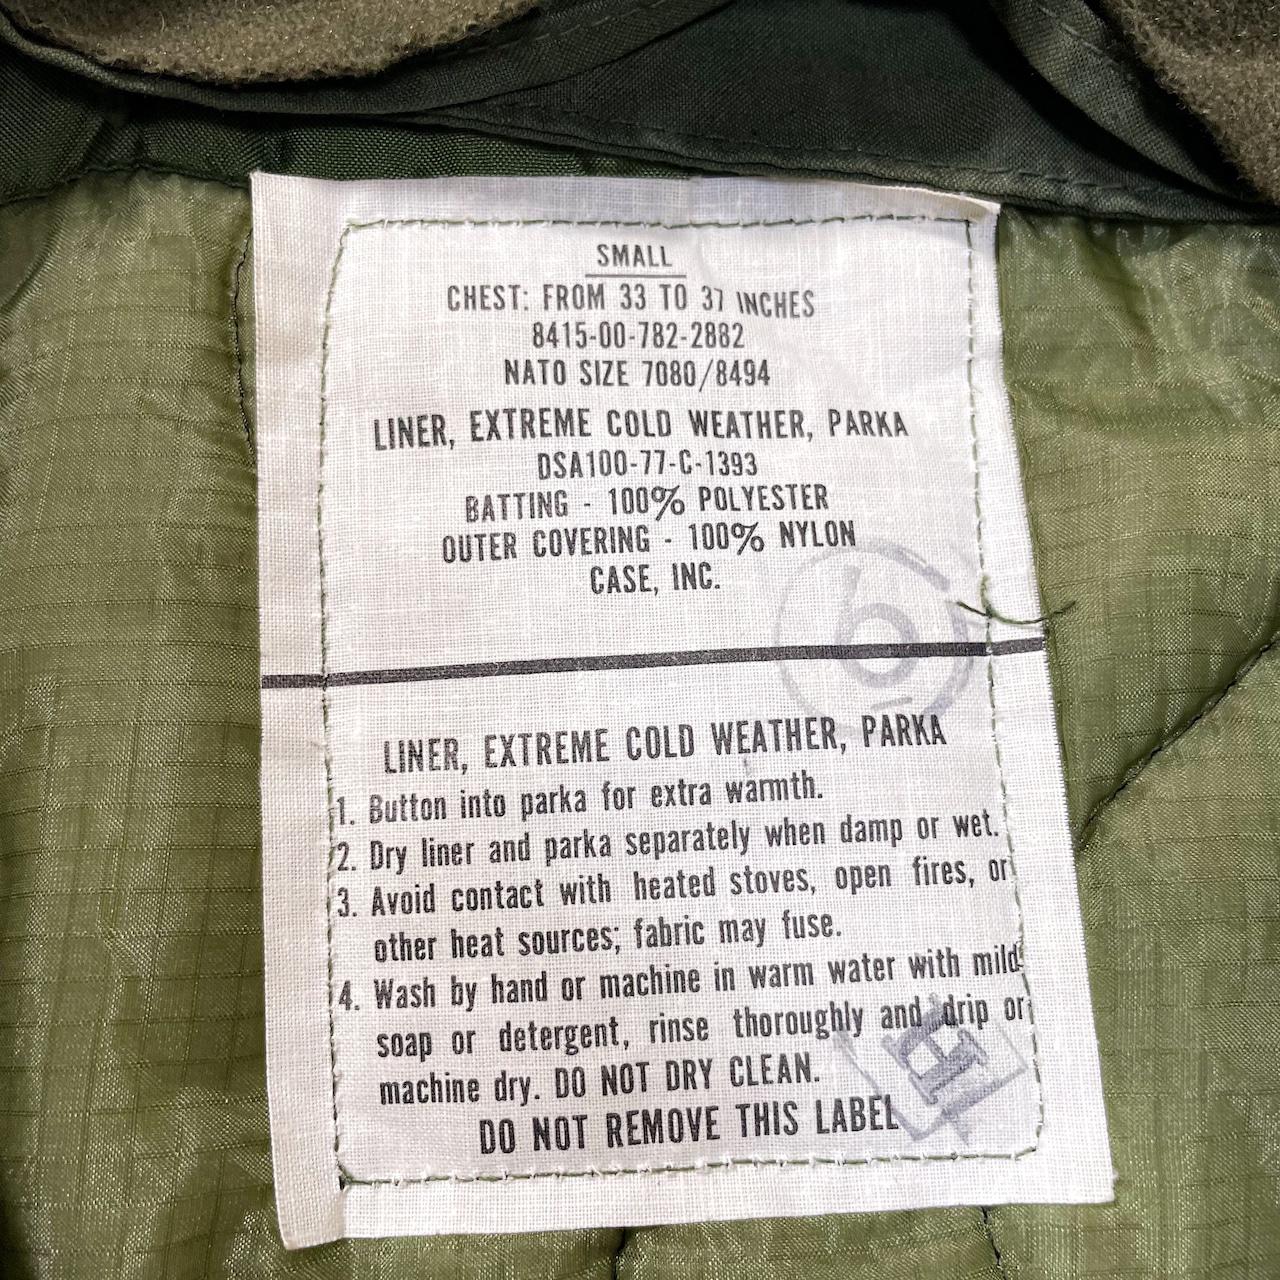 SMALL
CHEST: FROM 33 TO 37 INCHES
8415-00-782-2882
NATO SIZE 7080/8494
LINER, EXTREME COLD WEATHER, PARKA
DSA100-77-C-1393
BATTING - 100% POLYESTER
OUTER COVERING - 100% NYLON
CASE, INC.
6
LINER, EXTREME COLD WEATHER, PARKA
1. Button into parka for extra warmth.
2. Dry liner and parka separately when damp or wet.
3. Avoid contact with heated stoves, open fires, or
other heat sources; fabric may fuse.
4. Wash by hand or machine in warm water with mild
soap or detergent, rinse thoroughly and drip or
machine dry. DO NOT DRY CLEAN.
DO NOT REMOVE THIS LABEL